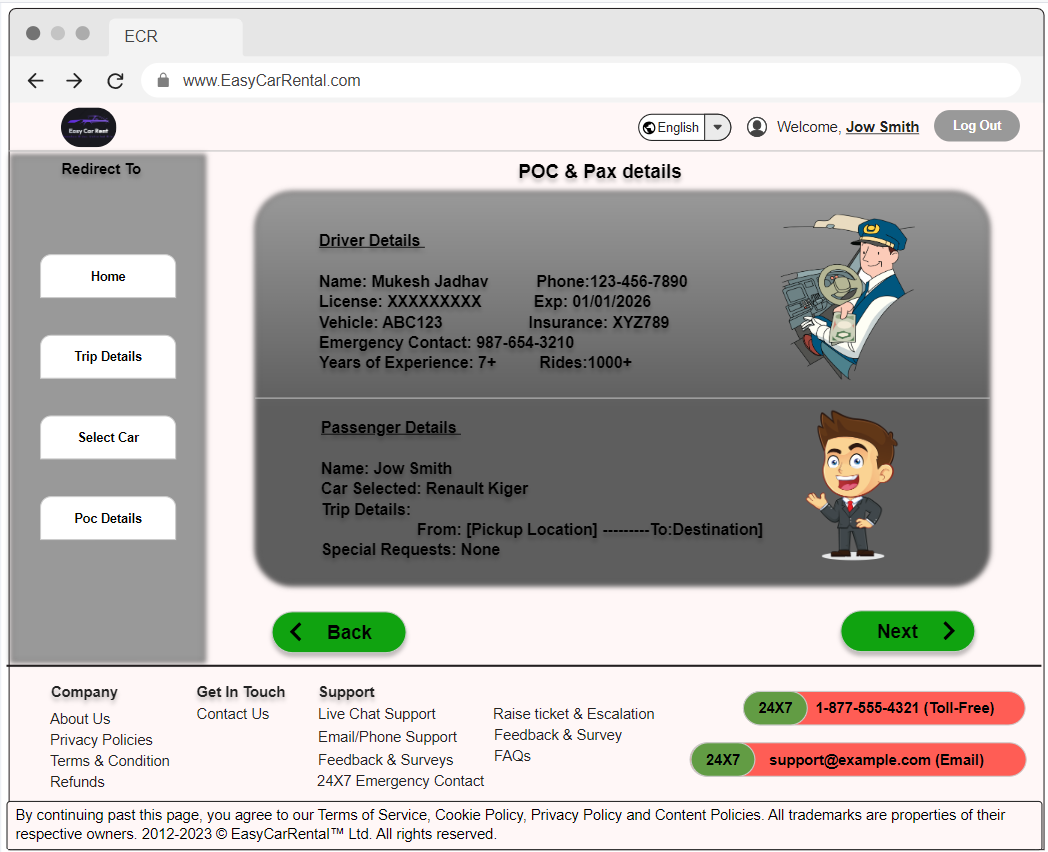 ECR
www.EasyCarRental.com
Easy Car Rent
English
Welcome, Jow Smith
Log Out
Redirect To
Home
Trip Details
Select Car
Poc Details
POC & Pax details
Driver Details
Name: Mukesh Jadhav Phone:123-456-7890
License: XXXXXXXXX Exp: 01/01/2026
Vehicle: ABC123 Insurance: XYZ789
Emergency Contact: 987-654-3210
Years of Experience: 7+ Rides:1000+
Passenger Details
Name: Jow Smith
Car Selected: Renault Kiger
Trip Details:
From: [Pickup Location] ---------To:Destination]
Special Requests: None
Back
Next
Company
About Us
Privacy Policies
Terms & Condition
Refunds
Get In Touch
Contact Us
Support
Live Chat Support
Email/Phone Support
Feedback & Surveys
24X7 Emergency Contact
Raise ticket & Escalation
Feedback & Survey
FAQs
24X7 1-877-555-4321 (Toll-Free)
24X7 support@example.com (Email)
By continuing past this page, you agree to our Terms of Service, Cookie Policy, Privacy Policy and Content Policies. All trademarks are properties of their
respective owners. 2012-2023 © EasyCarRental™ Ltd. All rights reserved.